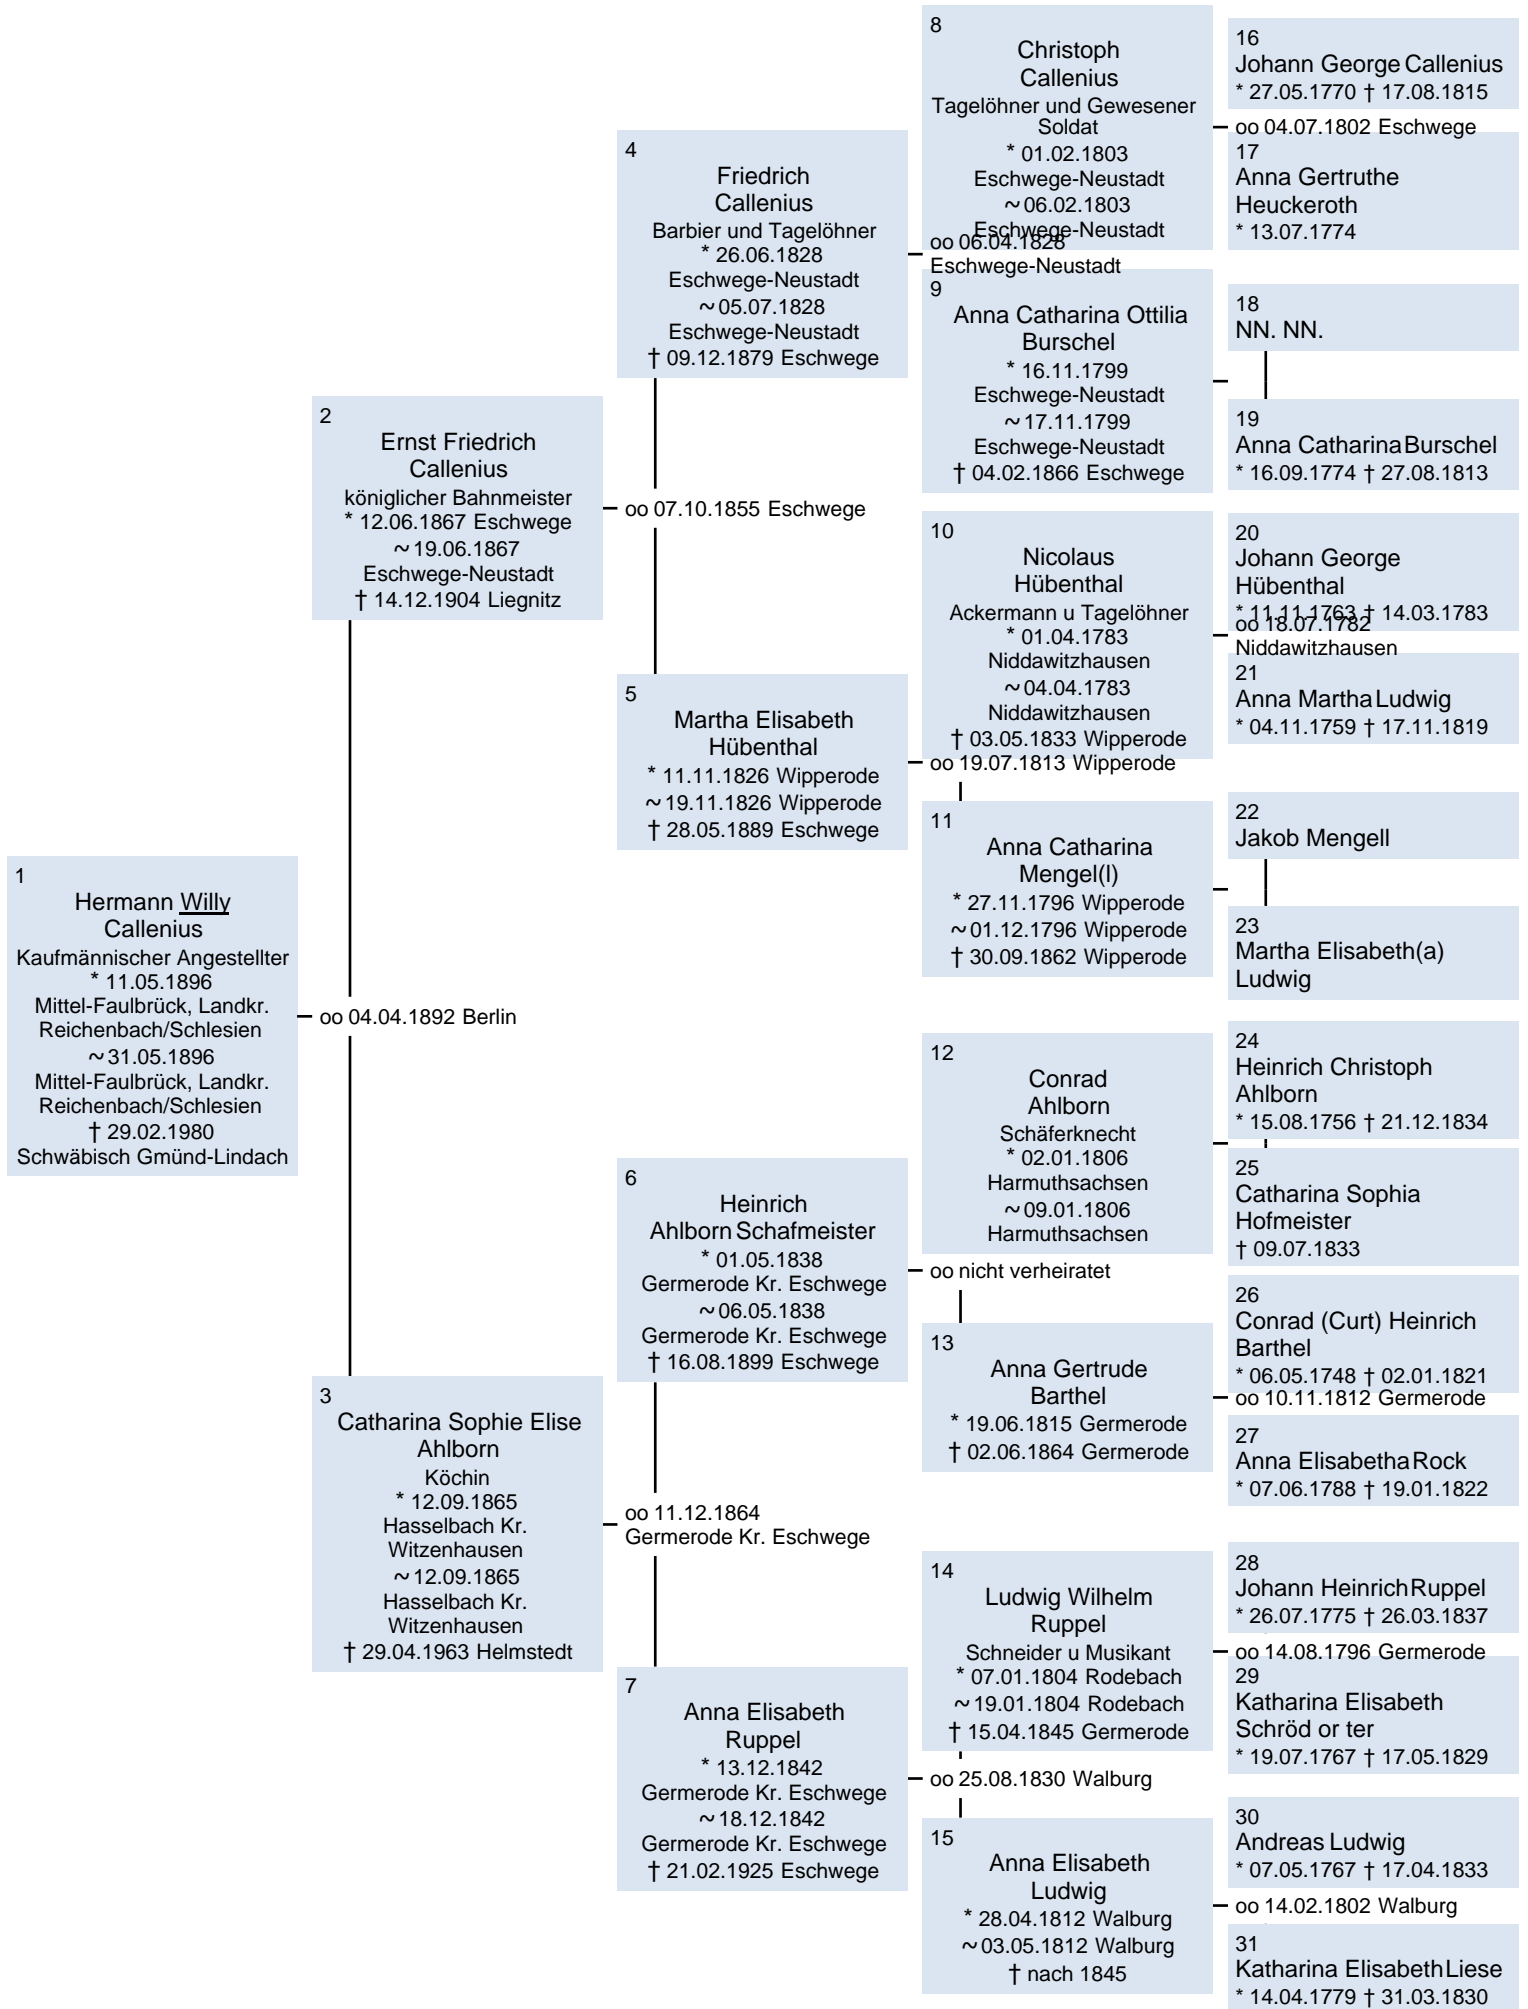 1
Hermann Willy
Callenius
Kaufmännischer Angestellter
* 11.05.1896
Mittel-Faulbrück, Landkr.
Reichenbach/Schlesien
~ 31.05.1896
Mittel-Faulbrück, Landkr.
Reichenbach/Schlesien
† 29.02.1980
Schwäbisch Gmünd-Lindach
oo 04.04.1892 Berlin
2
Ernst Friedrich
Callenius
königlicher Bahnmeister
* 12.06.1867 Eschwege
~ 19.06.1867
Eschwege-Neustadt
† 14.12.1904 Liegnitz
oo 07.10.1855 Eschwege
3
Catharina Sophie Elise
Ahlborn
Köchin
* 12.09.1865
Hasselbach Kr.
Witzenhausen
~ 12.09.1865
Hasselbach Kr.
Witzenhausen
† 29.04.1963 Helmstedt
oo 11.12.1864
Germerode Kr. Eschwege
4
Friedrich
Callenius
Barbier und Tagelöhner
* 26.06.1828
Eschwege-Neustadt
~ 05.07.1828
Eschwege-Neustadt
† 09.12.1879 Eschwege
oo 06.04.1828
Eschwege-Neustadt
5
Martha Elisabeth
Hübenthal
* 11.11.1826 Wipperode
~ 19.11.1826 Wipperode
† 28.05.1889 Eschwege
oo 19.07.1813 Wipperode
6
Heinrich
Ahlborn Schafmeister
* 01.05.1838
Germerode Kr. Eschwege
~ 06.05.1838
Germerode Kr. Eschwege
† 16.08.1899 Eschwege
oo nicht verheiratet
7
Anna Elisabeth
Ruppel
* 13.12.1842
Germerode Kr. Eschwege
~ 18.12.1842
Germerode Kr. Eschwege
† 21.02.1925 Eschwege
oo 25.08.1830 Walburg
8
Christoph
Callenius
Tagelöhner und Gewesener
Soldat
* 01.02.1803
Eschwege-Neustadt
~ 06.02.1803
Eschwege-Neustadt
9
Anna Catharina Ottilia
Burschel
* 16.11.1799
Eschwege-Neustadt
~ 17.11.1799
Eschwege-Neustadt
† 04.02.1866 Eschwege
10
Nicolaus
Hübenthal
Ackermann u Tagelöhner
* 01.04.1783
Niddawitzhausen
~ 04.04.1783
Niddawitzhausen
† 03.05.1833 Wipperode
11
Anna Catharina
Mengel(l)
* 27.11.1796 Wipperode
~ 01.12.1796 Wipperode
† 30.09.1862 Wipperode
12
Conrad
Ahlborn
Schäferknecht
* 02.01.1806
Harmuthsachsen
~ 09.01.1806
Harmuthsachsen
13
Anna Gertrude
Barthel
* 19.06.1815 Germerode
† 02.06.1864 Germerode
14
Ludwig Wilhelm
Ruppel
Schneider u Musikant
* 07.01.1804 Rodebach
~ 19.01.1804 Rodebach
† 15.04.1845 Germerode
15
Anna Elisabeth
Ludwig
* 28.04.1812 Walburg
~ 03.05.1812 Walburg
† nach 1845
16
Johann George Callenius
* 27.05.1770 † 17.08.1815
oo 04.07.1802 Eschwege
17
Anna Gertruthe
Heuckeroth
* 13.07.1774
18
NN. NN.
19
Anna Catharina Burschel
* 16.09.1774 † 27.08.1813
20
Johann George
Hübenthal
* 11.11.1763 † 14.03.1783
oo 18.07.1782
Niddawitzhausen
21
Anna Martha Ludwig
* 04.11.1759 † 17.11.1819
22
Jakob Mengell
23
Martha Elisabeth(a)
Ludwig
24
Heinrich Christoph
Ahlborn
* 15.08.1756 † 21.12.1834
25
Catharina Sophia
Hofmeister
† 09.07.1833
26
Conrad (Curt) Heinrich
Barthel
* 06.05.1748 † 02.01.1821
oo 10.11.1812 Germerode
27
Anna Elisabetha Rock
* 07.06.1788 † 19.01.1822
28
Johann Heinrich Ruppel
* 26.07.1775 † 26.03.1837
oo 14.08.1796 Germerode
29
Katharina Elisabeth
Schröd or ter
* 19.07.1767 † 17.05.1829
30
Andreas Ludwig
* 07.05.1767 † 17.04.1833
oo 14.02.1802 Walburg
31
Katharina Elisabeth Liese
* 14.04.1779 † 31.03.1830